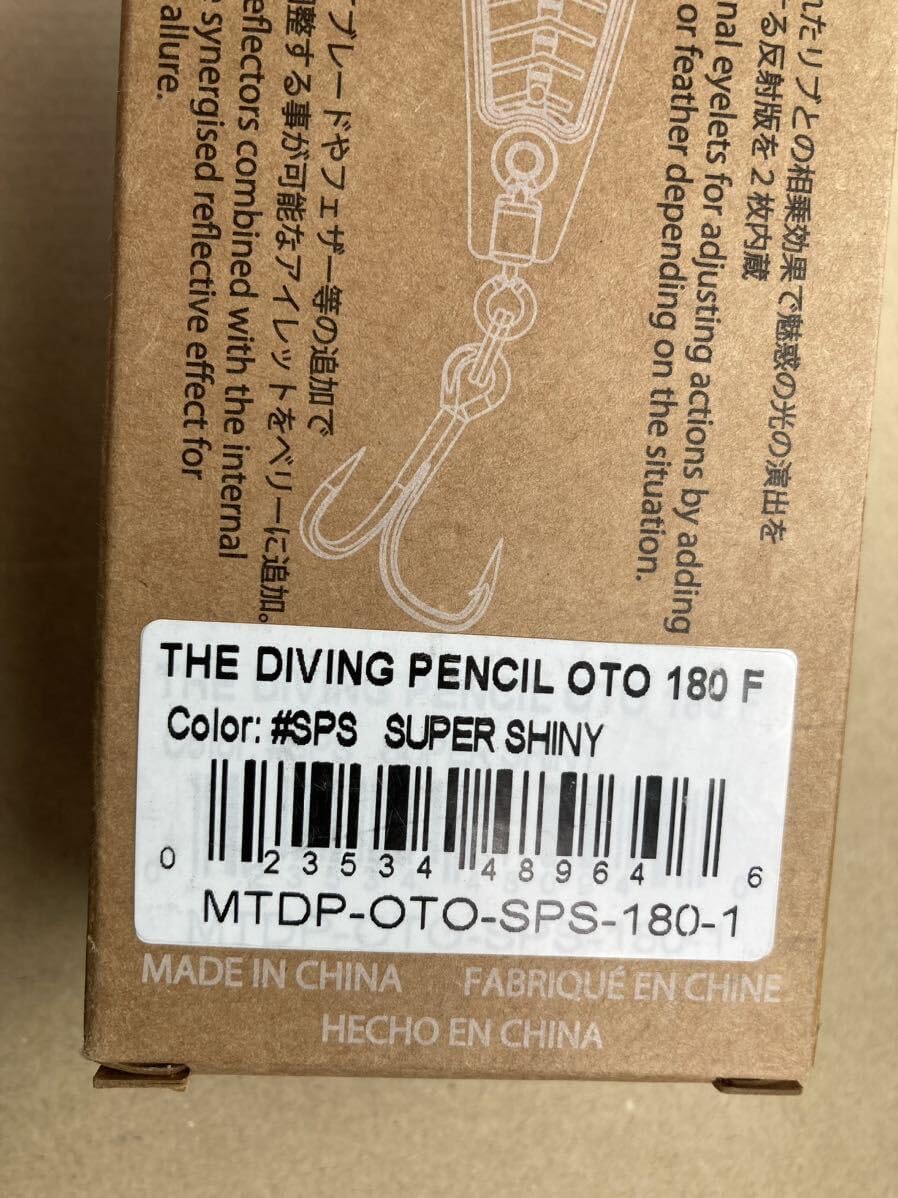 れたリブとの相乗効果で魅惑の光の演出を
する反射版を2枚内蔵
nal eyelets for adjusting actions by adding
or feather depending on the situation.
ブレードやフェザー等の追加で
調整する事が可能なアイレットをベリーに追加。
eflectors combined with the internal
synergised reflective effect for
allure.
THE DIVING PENCIL OTO 180 F
Color: #SPS SUPER SHINY
0 23534 48964 6
MTDP-OTO-SPS-180-1
MADE IN CHINA FABRIQUÉ EN CHINE
HECHO EN CHINA